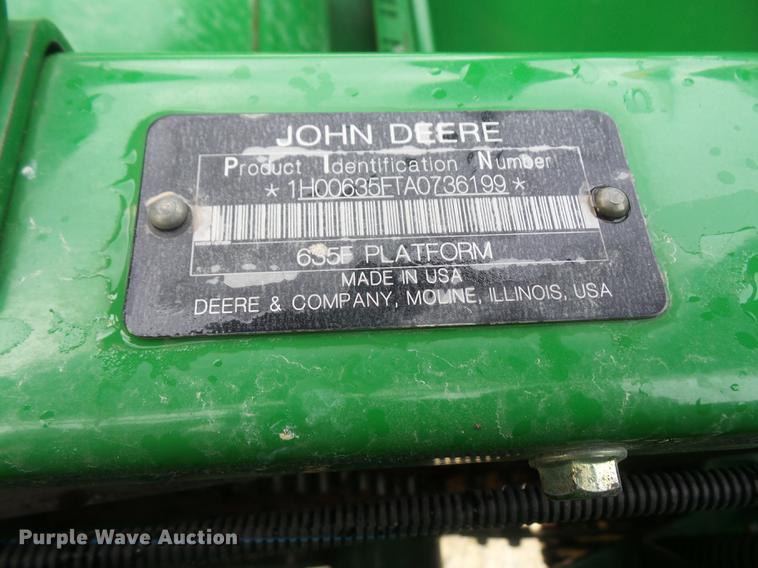 JOHN DEERE
Product Identification Number
*1H00635FTA0736199*
635F PLATFORM
MADE IN USA
DEERE & COMPANY, MOLINE, ILLINOIS, USA
Purple Wave Auction